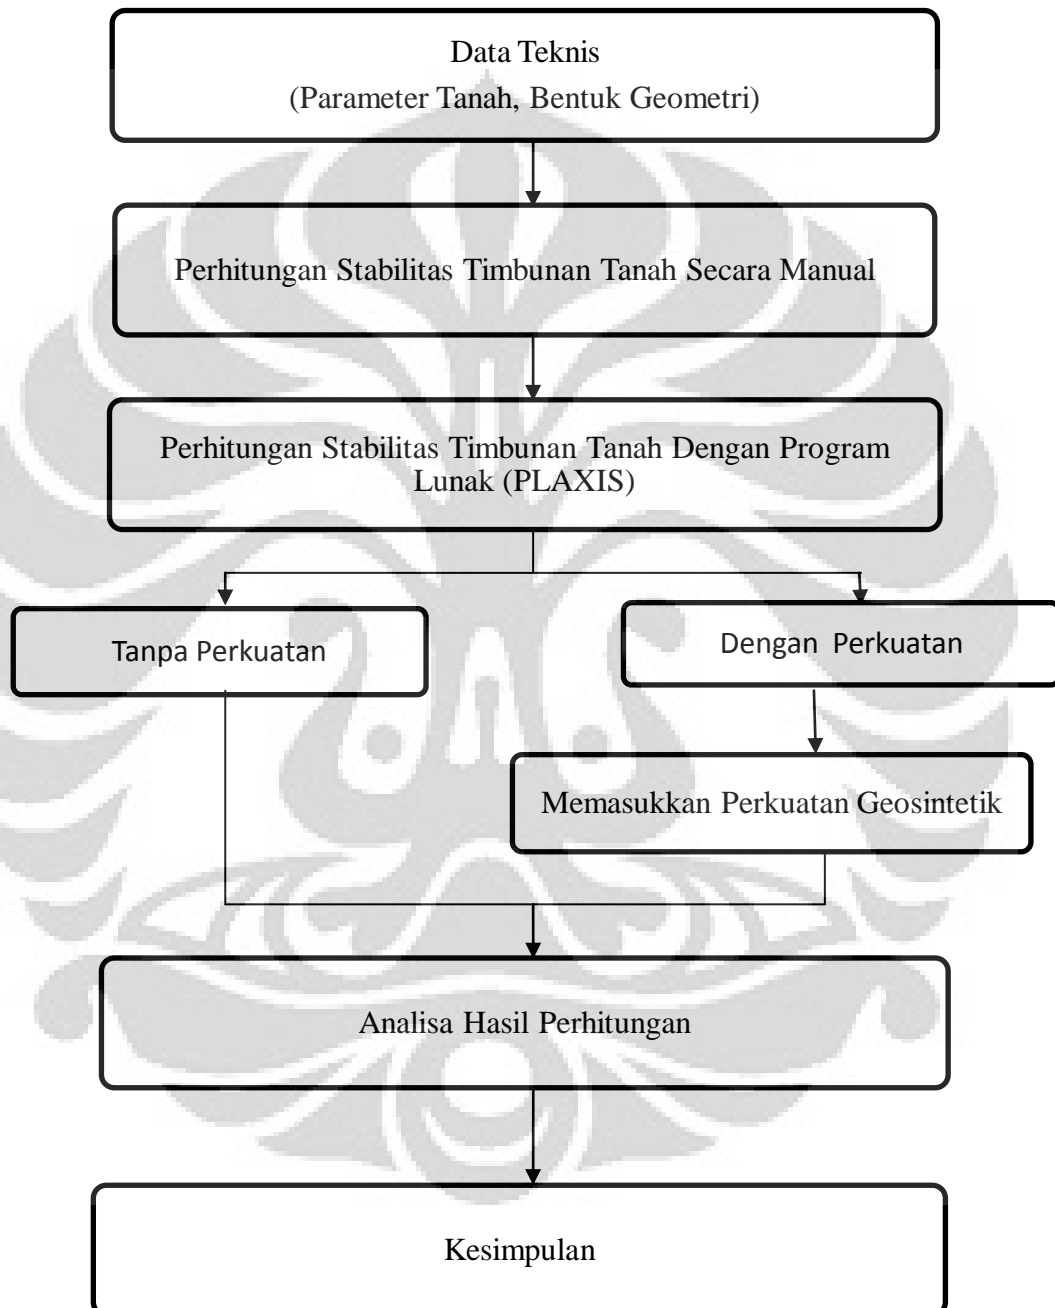 Data Teknis
(Parameter Tanah, Bentuk Geometri)
Perhitungan Stabilitas Timbunan Tanah Secara Manual
Perhitungan Stabilitas Timbunan Tanah Dengan Program
Lunak (PLAXIS)
Tanpa Perkuatan
Dengan Perkuatan
Memasukkan Perkuatan Geosintetik
Analisa Hasil Perhitungan
Kesimpulan